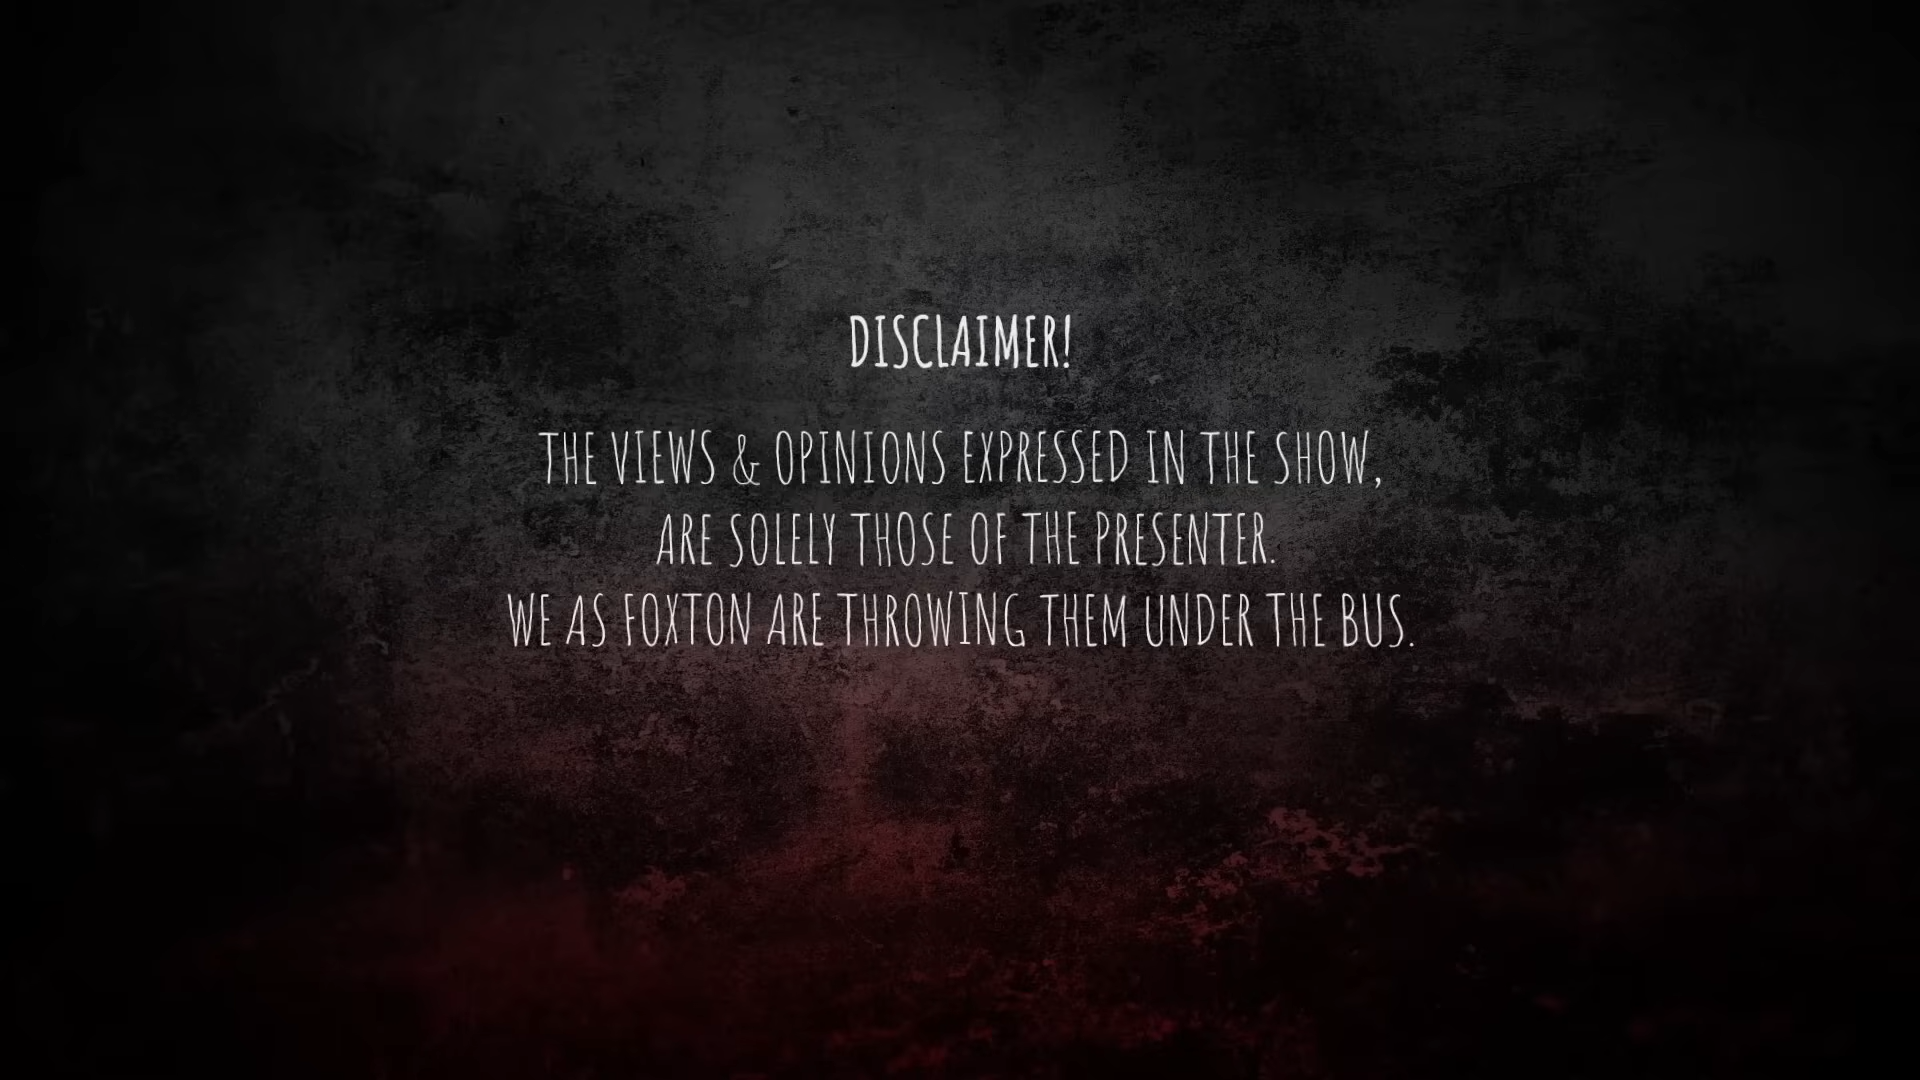 DISCLAIMER!
THE VIEWS & OPINIONS EXPRESSED IN THE SHOW,
ARE SOLELY THOSE OF THE PRESENTER.
WE AS FOXTON ARE THROWING THEM UNDER THE BUS.